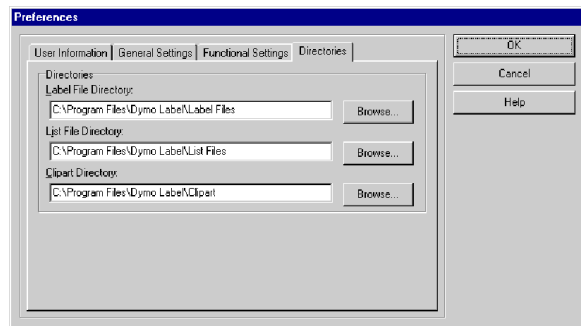 Preferences
User Information General Settings Functional Settings Directories
OK
Cancel
Help
Directories
Label File Directory:
C:\Program Files\Dymo Label\Label Files
Browse...
List File Directory:
C:\Program Files\Dymo Label\List Files
Browse...
Clipart Directory:
C:\Program Files\Dymo Label\Clipart
Browse...